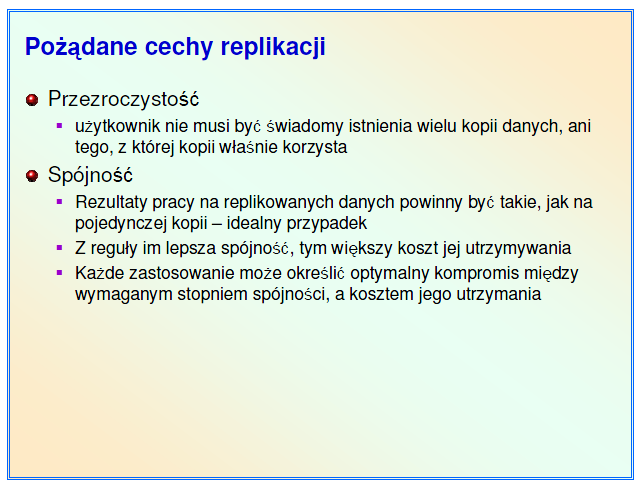 Pożądane cechy replikacji
Przezroczystość
użytkownik nie musi być świadomy istnienia wielu kopii danych, ani
tego, z której kopii właśnie korzysta
Spójność
Rezultaty pracy na replikowanych danych powinny być takie, jak na
pojedynczej kopii – idealny przypadek
Z reguły im lepsza spójność, tym większy koszt jej utrzymywania
Każde zastosowanie może określić optymalny kompromis między
wymaganym stopniem spójności, a kosztem jego utrzymania